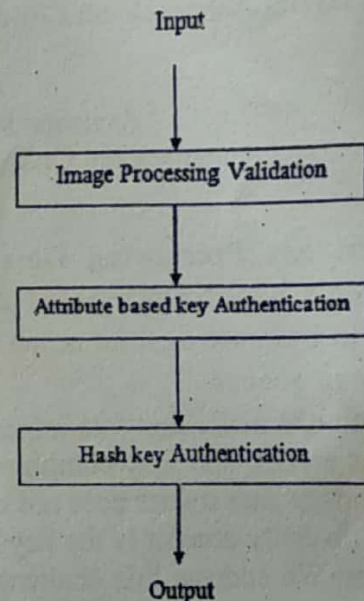 Input
Image Processing Validation
Attribute based key Authentication
Hash key Authentication
Output